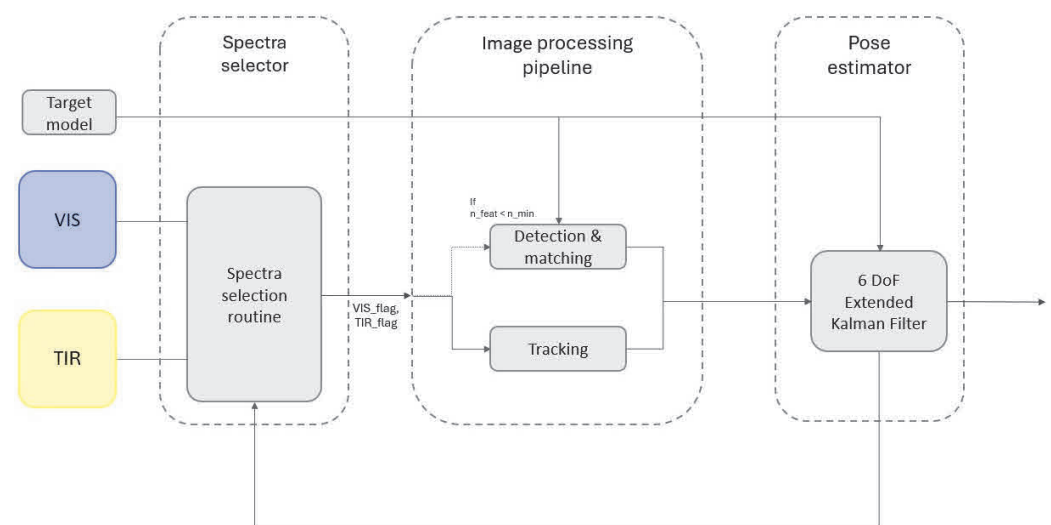 Spectra
selector
Image processing
pipeline
Pose
estimator
Target
model
VIS
TIR
Spectra
selection
routine
VIS_flag,
TIR_flag
If
n_feat < n_min
Detection &
matching
Tracking
6 DoF
Extended
Kalman Filter